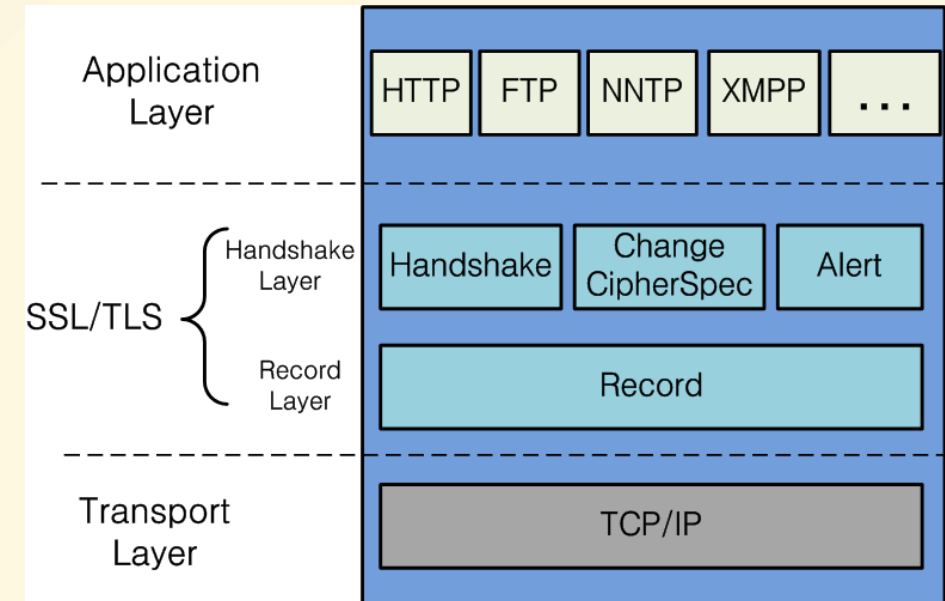 Application
Layer
HTTP
FTP
NNTP
XMPP
...
SSL/TLS
Handshake
Layer
Handshake
Change
CipherSpec
Alert
Record
Layer
Record
Transport
Layer
TCP/IP